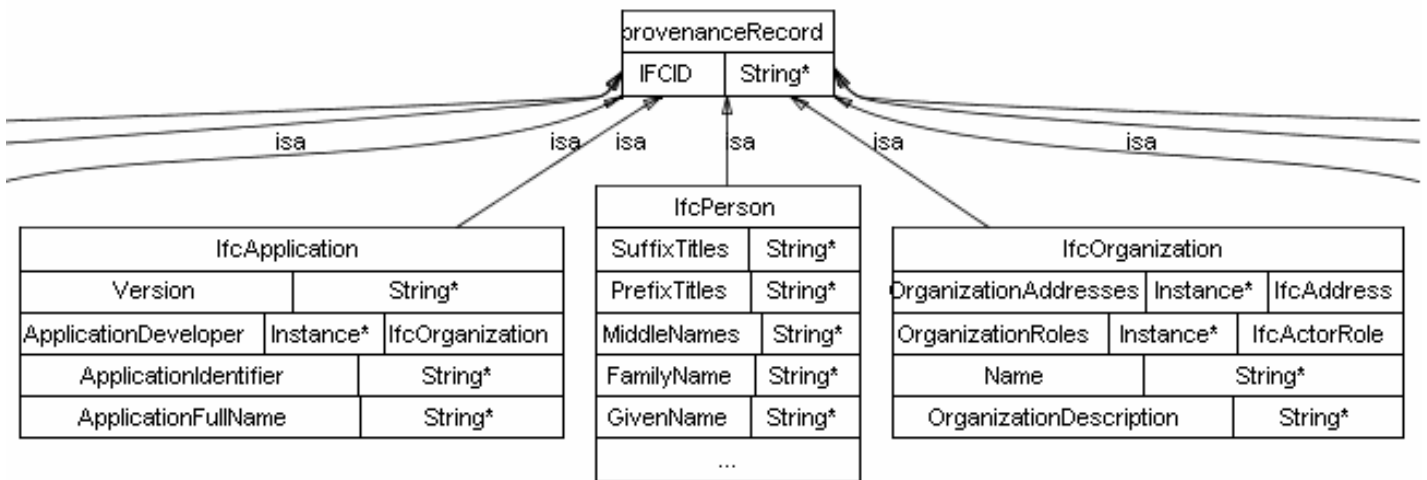 provenanceRecord
IFCID String*
isa isa isa isa isa isa
IfcPerson
SuffixTitles String*
PrefixTitles String*
MiddleNames String*
FamilyName String*
GivenName String*
...
IfcApplication
Version String*
ApplicationDeveloper Instance* IfcOrganization
ApplicationIdentifier String*
ApplicationFullName String*
IfcOrganization
OrganizationAddresses Instance* IfcAddress
OrganizationRoles Instance* IfcActorRole
Name String*
OrganizationDescription String*